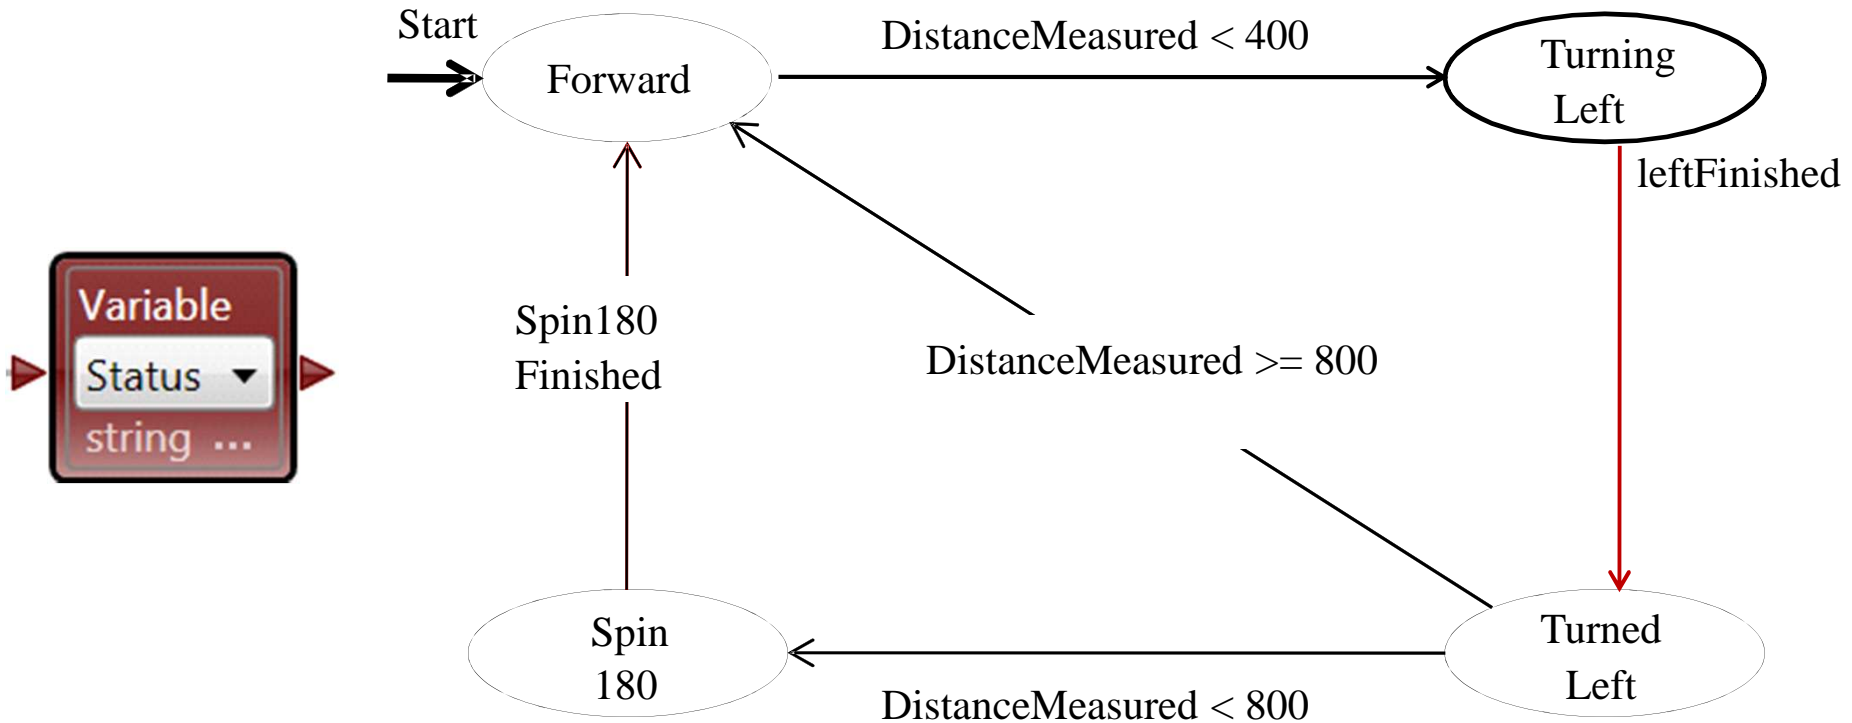 Start
Forward
DistanceMeasured < 400
Turning
Left
leftFinished
Variable
Status
string ...
Spin180
Finished
DistanceMeasured >= 800
Spin
180
DistanceMeasured < 800
Turned
Left